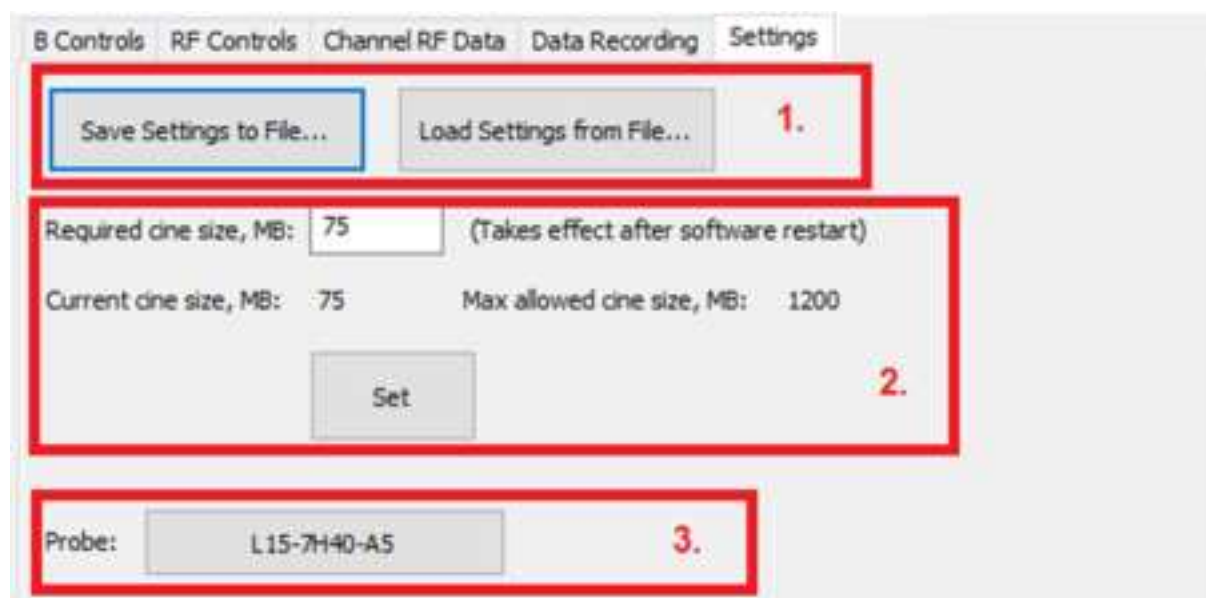 B Controls RF Controls Channel RF Data Data Recording Settings
Save Settings to File... Load Settings from File... 1.
Required cine size, MB: 75 (Takes effect after software restart)
Current cine size, MB: 75 Max allowed cine size, MB: 1200
Set 2.
Probe: L15-7H40-A5 3.